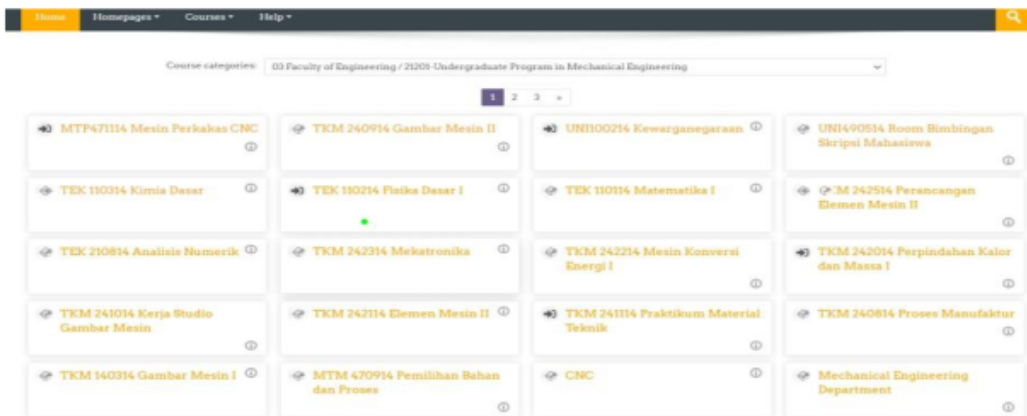 Home Homepages Courses Help
Course categories: 03 Faculty of Engineering / 21201-Undergraduate Program in Mechanical Engineering
1 2 3 »
MTP471114 Mesin Perkakas CNC
TKM 240914 Gambar Mesin II
UNI100214 Kewarganegaraan
UNI490514 Room Bimbingan
Skripsi Mahasiswa
TEK 110314 Kimia Dasar
TEK 110214 Fisika Dasar I
TEK 110114 Matematika I
TKM 242514 Perancangan
Elemen Mesin II
TEK 210814 Analisis Numerik
TKM 242314 Mekatronika
TKM 242214 Mesin Konversi
Energi I
TKM 242014 Perpindahan Kalor
dan Massa I
TKM 241014 Kerja Studio
Gambar Mesin
TKM 242114 Elemen Mesin II
TKM 241114 Praktikum Material
Teknik
TKM 240814 Proses Manufaktur
TKM 140314 Gambar Mesin I
MTM 470914 Pemilihan Bahan
dan Proses
CNC
Mechanical Engineering
Department